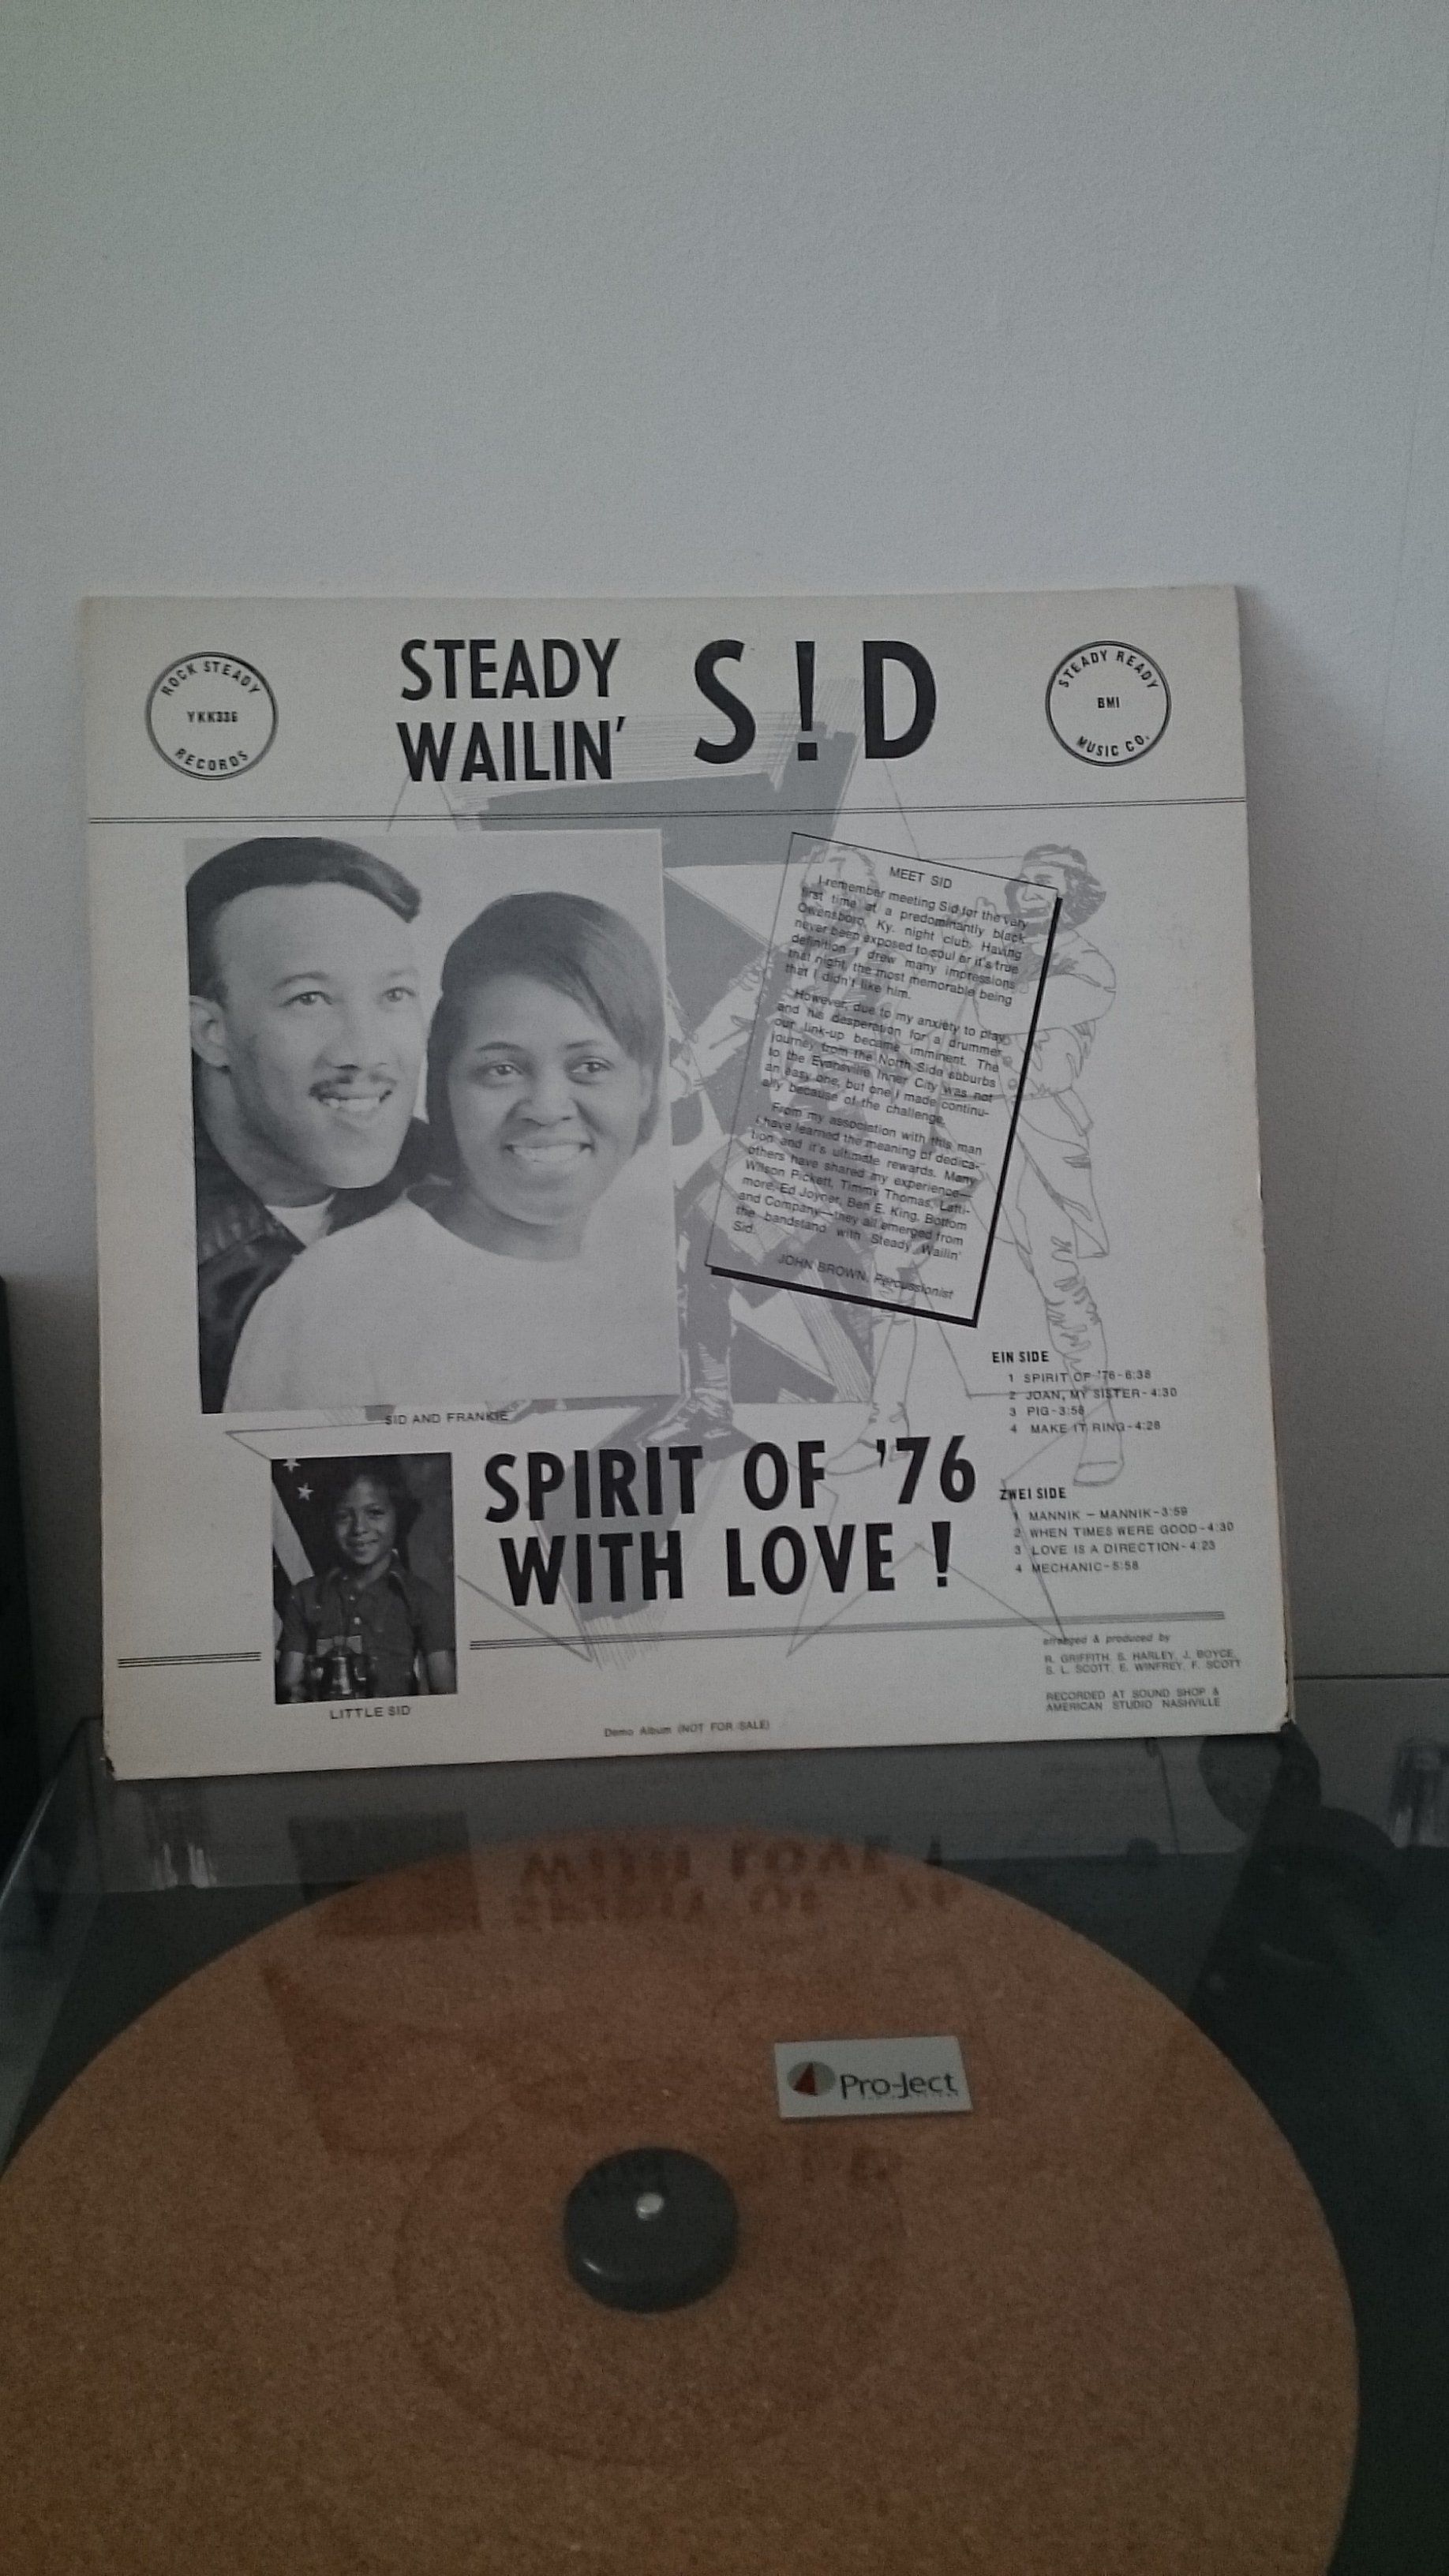 ROCK STEADY
YKK336
RECORDS
STEADY
WAILIN'
S!D
STEADY READY
BMI
MUSIC CO.
MEET SID
I remember meeting Sid for the very
first time at a predominantly black
Owensboro, Ky. night club. Having
never been exposed to soul or it's true
definition I drew many impressions
that night, the most memorable being
that I didn't like him.
However, due to my anxiety to play
and his desperation for a drummer
our link-up became imminent. The
journey from the North Side suburbs
to the Evansville Inner City was not
an easy one, but one I made continu-
ally because of the challenge.
From my association with this man
I have learned the meaning of dedica-
tion and it's ultimate rewards. Many
others have shared my experience—
Wilson Pickett, Timmy Thomas, Latti-
more, Ed Joyner, Ben E. King, Bottom
and Company—they all emerged from
the bandstand with Steady Wailin'
Sid.
JOHN BROWN, Percussionist
SID AND FRANKIE
EIN SIDE
1 SPIRIT OF '76-6:38
2 JOAN, MY SISTER-4:30
3 PIG-3:58
4 MAKE IT RING-4:28
SPIRIT OF '76
WITH LOVE !
ZWEI SIDE
1 MANNIK – MANNIK-3:59
2 WHEN TIMES WERE GOOD-4:30
3 LOVE IS A DIRECTION-4:23
4 MECHANIC-5:58
LITTLE SID
arranged & produced by
R. GRIFFITH, S. HARLEY, J. BOYCE,
S. L. SCOTT, E. WINFREY, F. SCOTT
RECORDED AT SOUND SHOP &
AMERICAN STUDIO NASHVILLE
Demo Album (NOT FOR SALE)
Pro-Ject